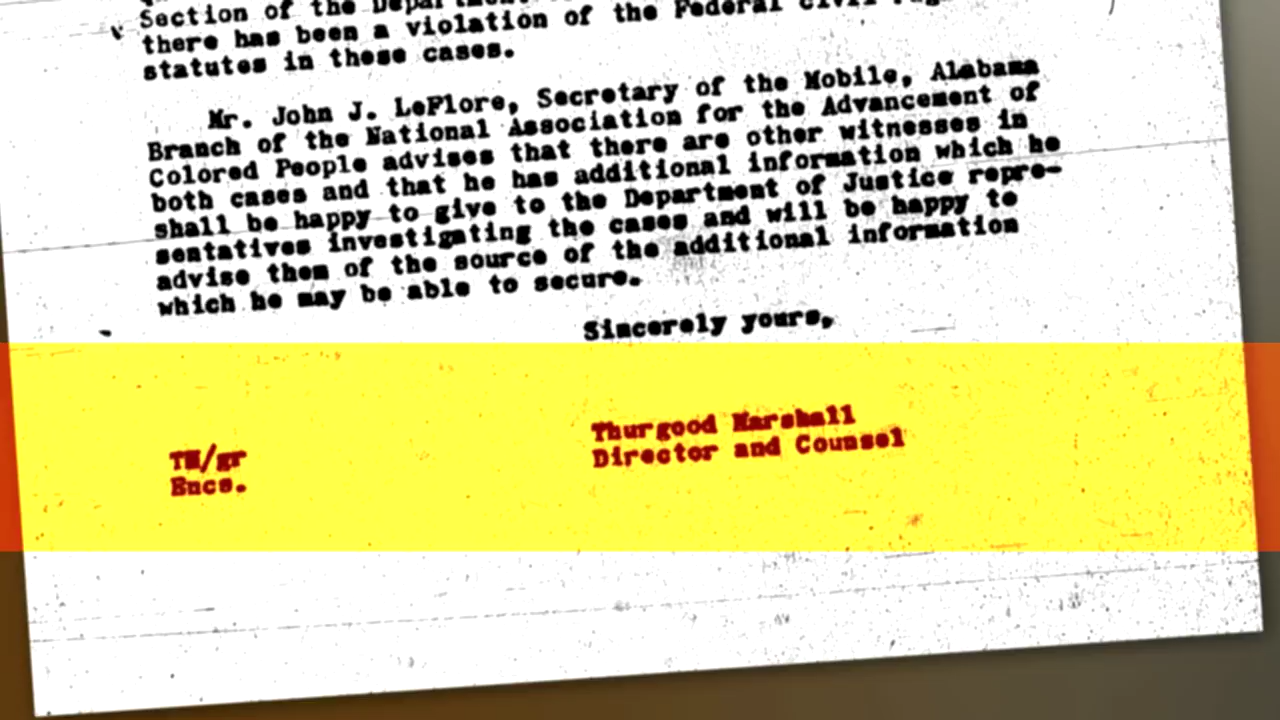 Section of the Depar
there has been a violation of the Federal
statutes in these cases.
Mr. John J. LeFlore, Secretary of the Mobile, Alabama
Branch of the National Association for the Advancement of
Colored People advises that there are other witnesses in
both cases and that he has additional information which he
shall be happy to give to the Department of Justice repre-
sentatives investigating the cases and will be happy to
advise them of the source of the additional information
which he may be able to secure.
Sincerely yours,
Thurgood Marshall
Director and Counsel
TM/gr
Encs.